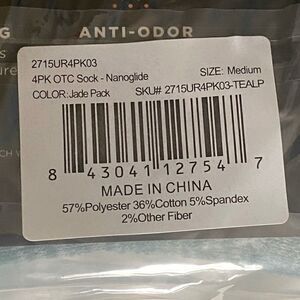 G
ANTI-ODOR
s
ure
2715UR4PK03
4PK OTC Sock - Nanoglide
SIZE: Medium
COLOR:Jade Pack
SKU# 2715UR4PK03-TEALP
8 43041 12754 7
MADE IN CHINA
57%Polyester 36%Cotton 5%Spandex
2%Other Fiber